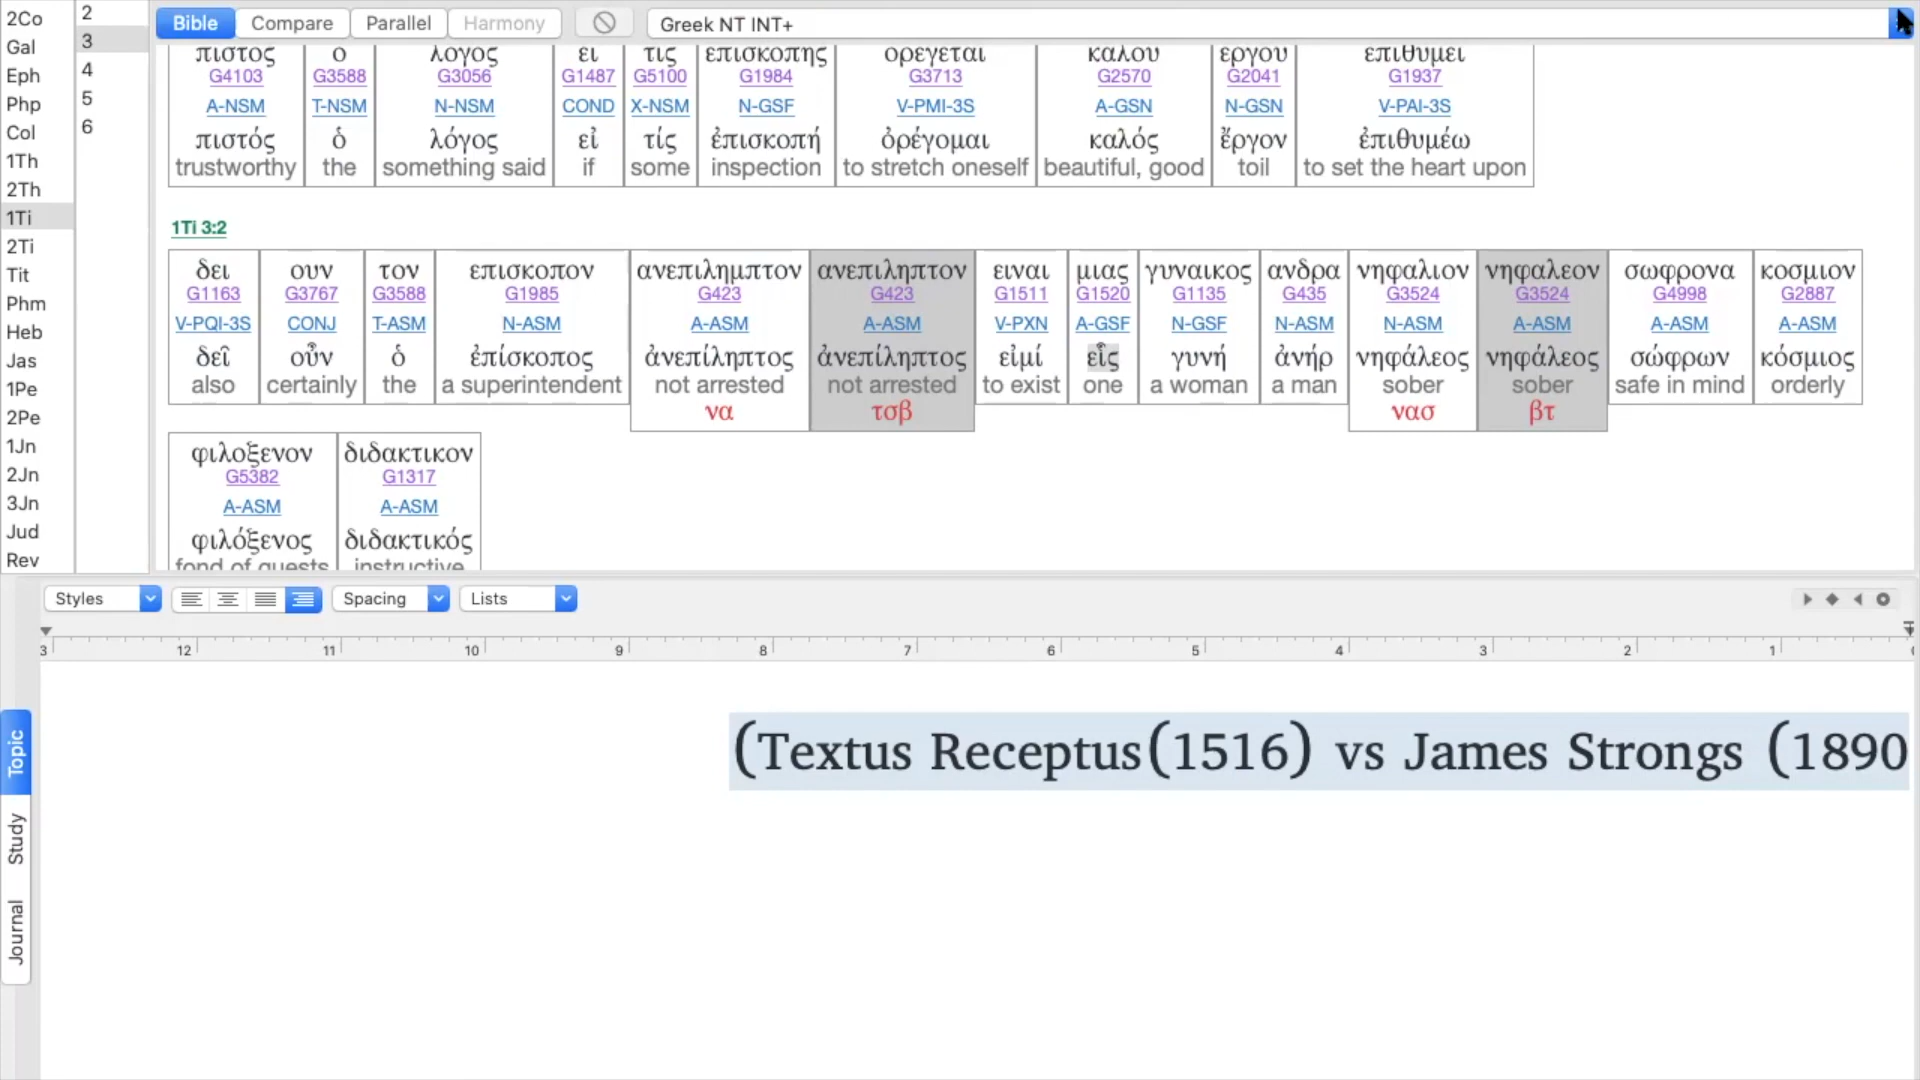 2Co
Gal
Eph
Php
Col
1Th
2Th
1Ti
2Ti
Tit
Phm
Heb
Jas
1Pe
2Pe
1Jn
2Jn
3Jn
Jud
Rev
2
3
4
5
6
Bible Compare Parallel Harmony Greek NT INT+
πιστος ο λογος ει τις επισκοπης ορεγεται καλου εργου επιθυμει
G4103 G3588 G3056 G1487 G5100 G1984 G3713 G2570 G2041 G1937
A-NSM T-NSM N-NSM COND X-NSM N-GSF V-PMI-3S A-GSN N-GSN V-PAI-3S
πιστός ὁ λόγος εἰ τίς ἐπισκοπή ὀρέγομαι καλός ἔργον ἐπιθυμέω
trustworthy the something said if some inspection to stretch oneself beautiful, good toil to set the heart upon
1Ti 3:2
δει ουν τον επισκοπον ανεπιλημπτον ανεπιληπτον ειναι μιας γυναικος ανδρα νηφαλιον νηφαλεον σωφρονα κοσμιον
G1163 G3767 G3588 G1985 G423 G423 G1511 G1520 G1135 G435 G3524 G3524 G4998 G2887
V-PQI-3S CONJ T-ASM N-ASM A-ASM A-ASM V-PXN A-GSF N-GSF N-ASM N-ASM A-ASM A-ASM A-ASM
δεῖ οὖν ὁ ἐπίσκοπος ἀνεπίληπτος ἀνεπίληπτος εἰμί εἷς γυνή ἀνήρ νηφάλεος νηφάλεος σώφρων κόσμιος
also certainly the a superintendent not arrested not arrested to exist one a woman a man sober sober safe in mind orderly
να τσβ νασ βτ
φιλοξενον διδακτικον
G5382 G1317
A-ASM A-ASM
φιλόξενος διδακτικός
fond of guests instructive
Styles Spacing Lists
3 12 11 10 9 8 7 6 5 4 3 2 1
Topic
Study
Journal
(Textus Receptus(1516) vs James Strongs (1890